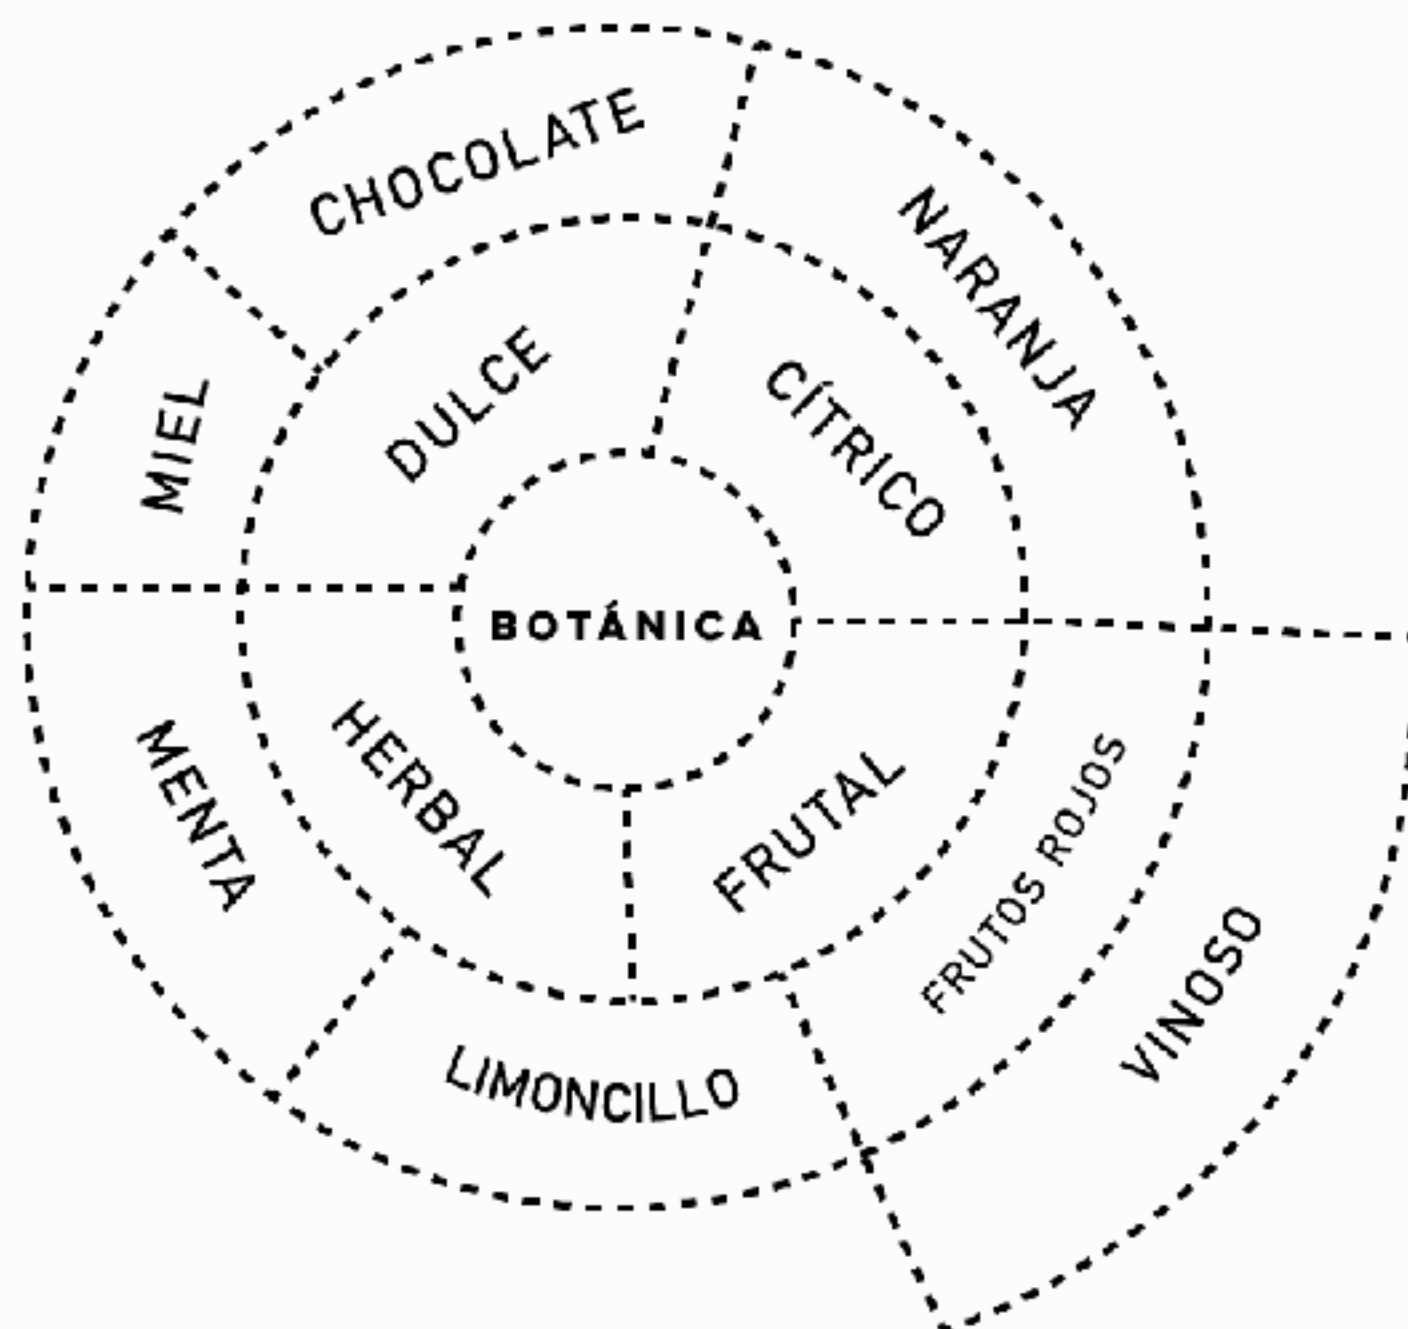 CHOCOLATE
NARANJA
MIEL
DULCE
CÍTRICO
BOTÁNICA
MENTA
HERBAL
FRUTAL
FRUTOS ROJOS
LIMONCILLO
VINOSO